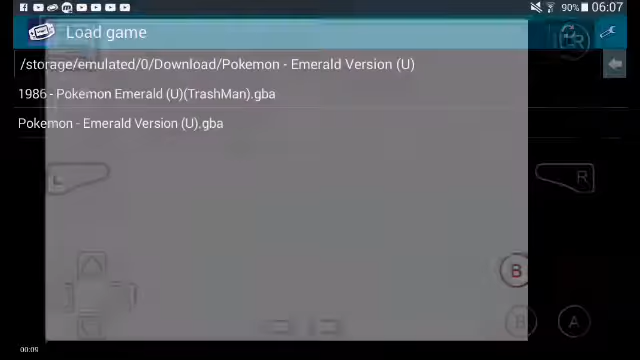 90% 06:07
Load game
/storage/emulated/0/Download/Pokemon - Emerald Version (U)
1986 - Pokemon Emerald (U)(TrashMan).gba
Pokemon - Emerald Version (U).gba
L
R
B
B
A
00:09